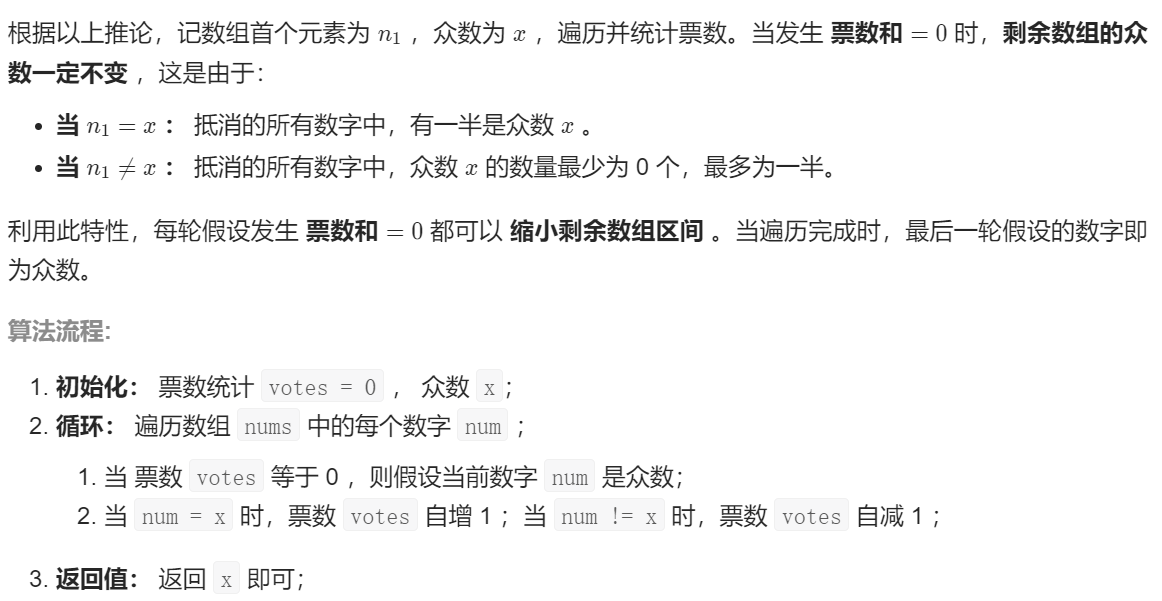 根据以上推论，记数组首个元素为 n₁ ，众数为 x ，遍历并统计票数。当发生 票数和 = 0 时，剩余数组的众
数一定不变 ，这是由于：
• 当 n₁ = x ： 抵消的所有数字中，有一半是众数 x 。
• 当 n₁ ≠ x ： 抵消的所有数字中，众数 x 的数量最少为 0 个，最多为一半。
利用此特性，每轮假设发生 票数和 = 0 都可以 缩小剩余数组区间 。当遍历完成时，最后一轮假设的数字即
为众数。
算法流程:
1. 初始化： 票数统计 votes = 0 ， 众数 x；
2. 循环： 遍历数组 nums 中的每个数字 num ；
1. 当 票数 votes 等于 0 ，则假设当前数字 num 是众数；
2. 当 num = x 时，票数 votes 自增 1 ；当 num != x 时，票数 votes 自减 1 ；
3. 返回值： 返回 x 即可；